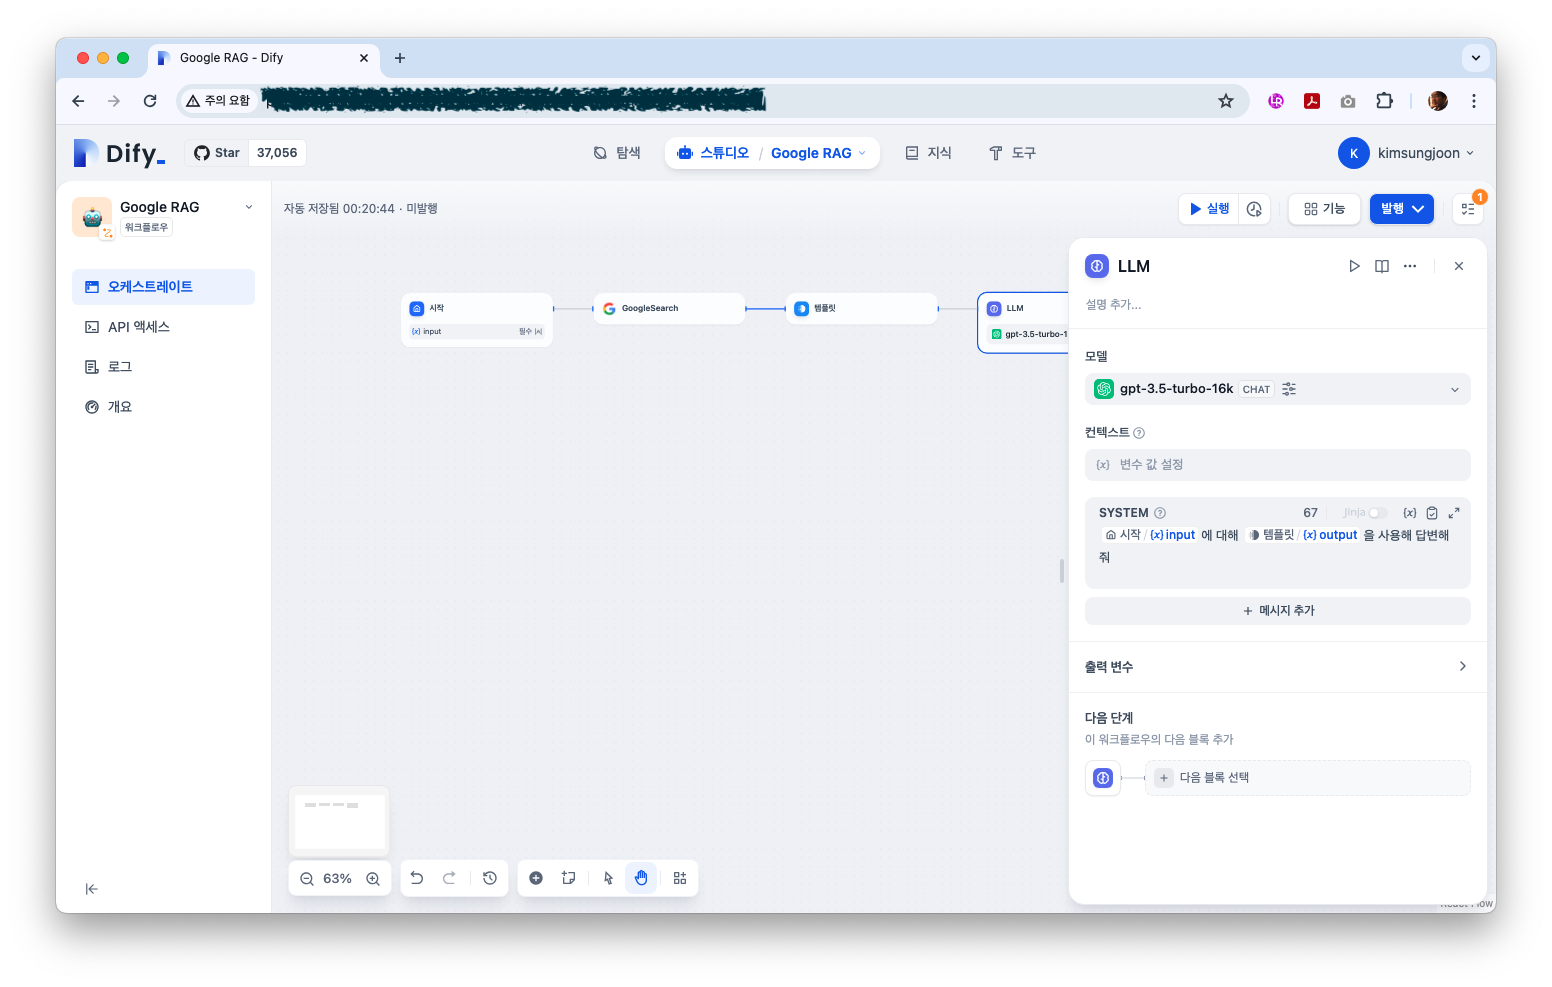 Google RAG - Dify
주의 요함
Dify_
Star 37,056
탐색
스튜디오 / Google RAG
지식
도구
K kimsungjoon
Google RAG
워크플로우
오케스트레이트
API 액세스
로그
개요
자동 저장됨 00:20:44 · 미발행
실행
기능
발행
1
시작
{x} input 필수
GoogleSearch
템플릿
LLM
gpt-3.5-turbo-1
LLM
설명 추가...
모델
gpt-3.5-turbo-16k CHAT
컨텍스트
{x} 변수 값 설정
SYSTEM 67 Jinja {x}
시작 / {x} input 에 대해 템플릿 / {x} output 을 사용해 답변해
줘
+ 메시지 추가
출력 변수
다음 단계
이 워크플로우의 다음 블록 추가
+ 다음 블록 선택
63%
React Flow